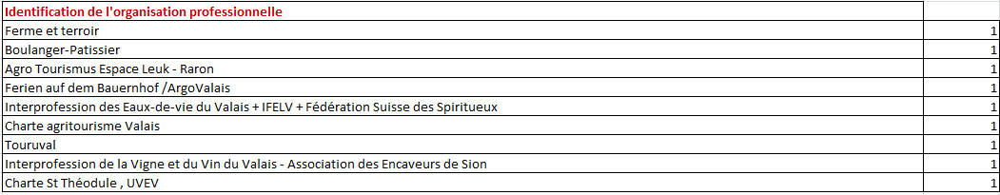 Identification de l'organisation professionnelle
Ferme et terroir 1
Boulanger-Patissier 1
Agro Tourismus Espace Leuk - Raron 1
Ferien auf dem Bauernhof /ArgoValais 1
Interprofession des Eaux-de-vie du Valais + IFELV + Fédération Suisse des Spiritueux 1
Charte agritourisme Valais 1
Touruval 1
Interprofession de la Vigne et du Vin du Valais - Association des Encaveurs de Sion 1
Charte St Théodule , UVEV 1